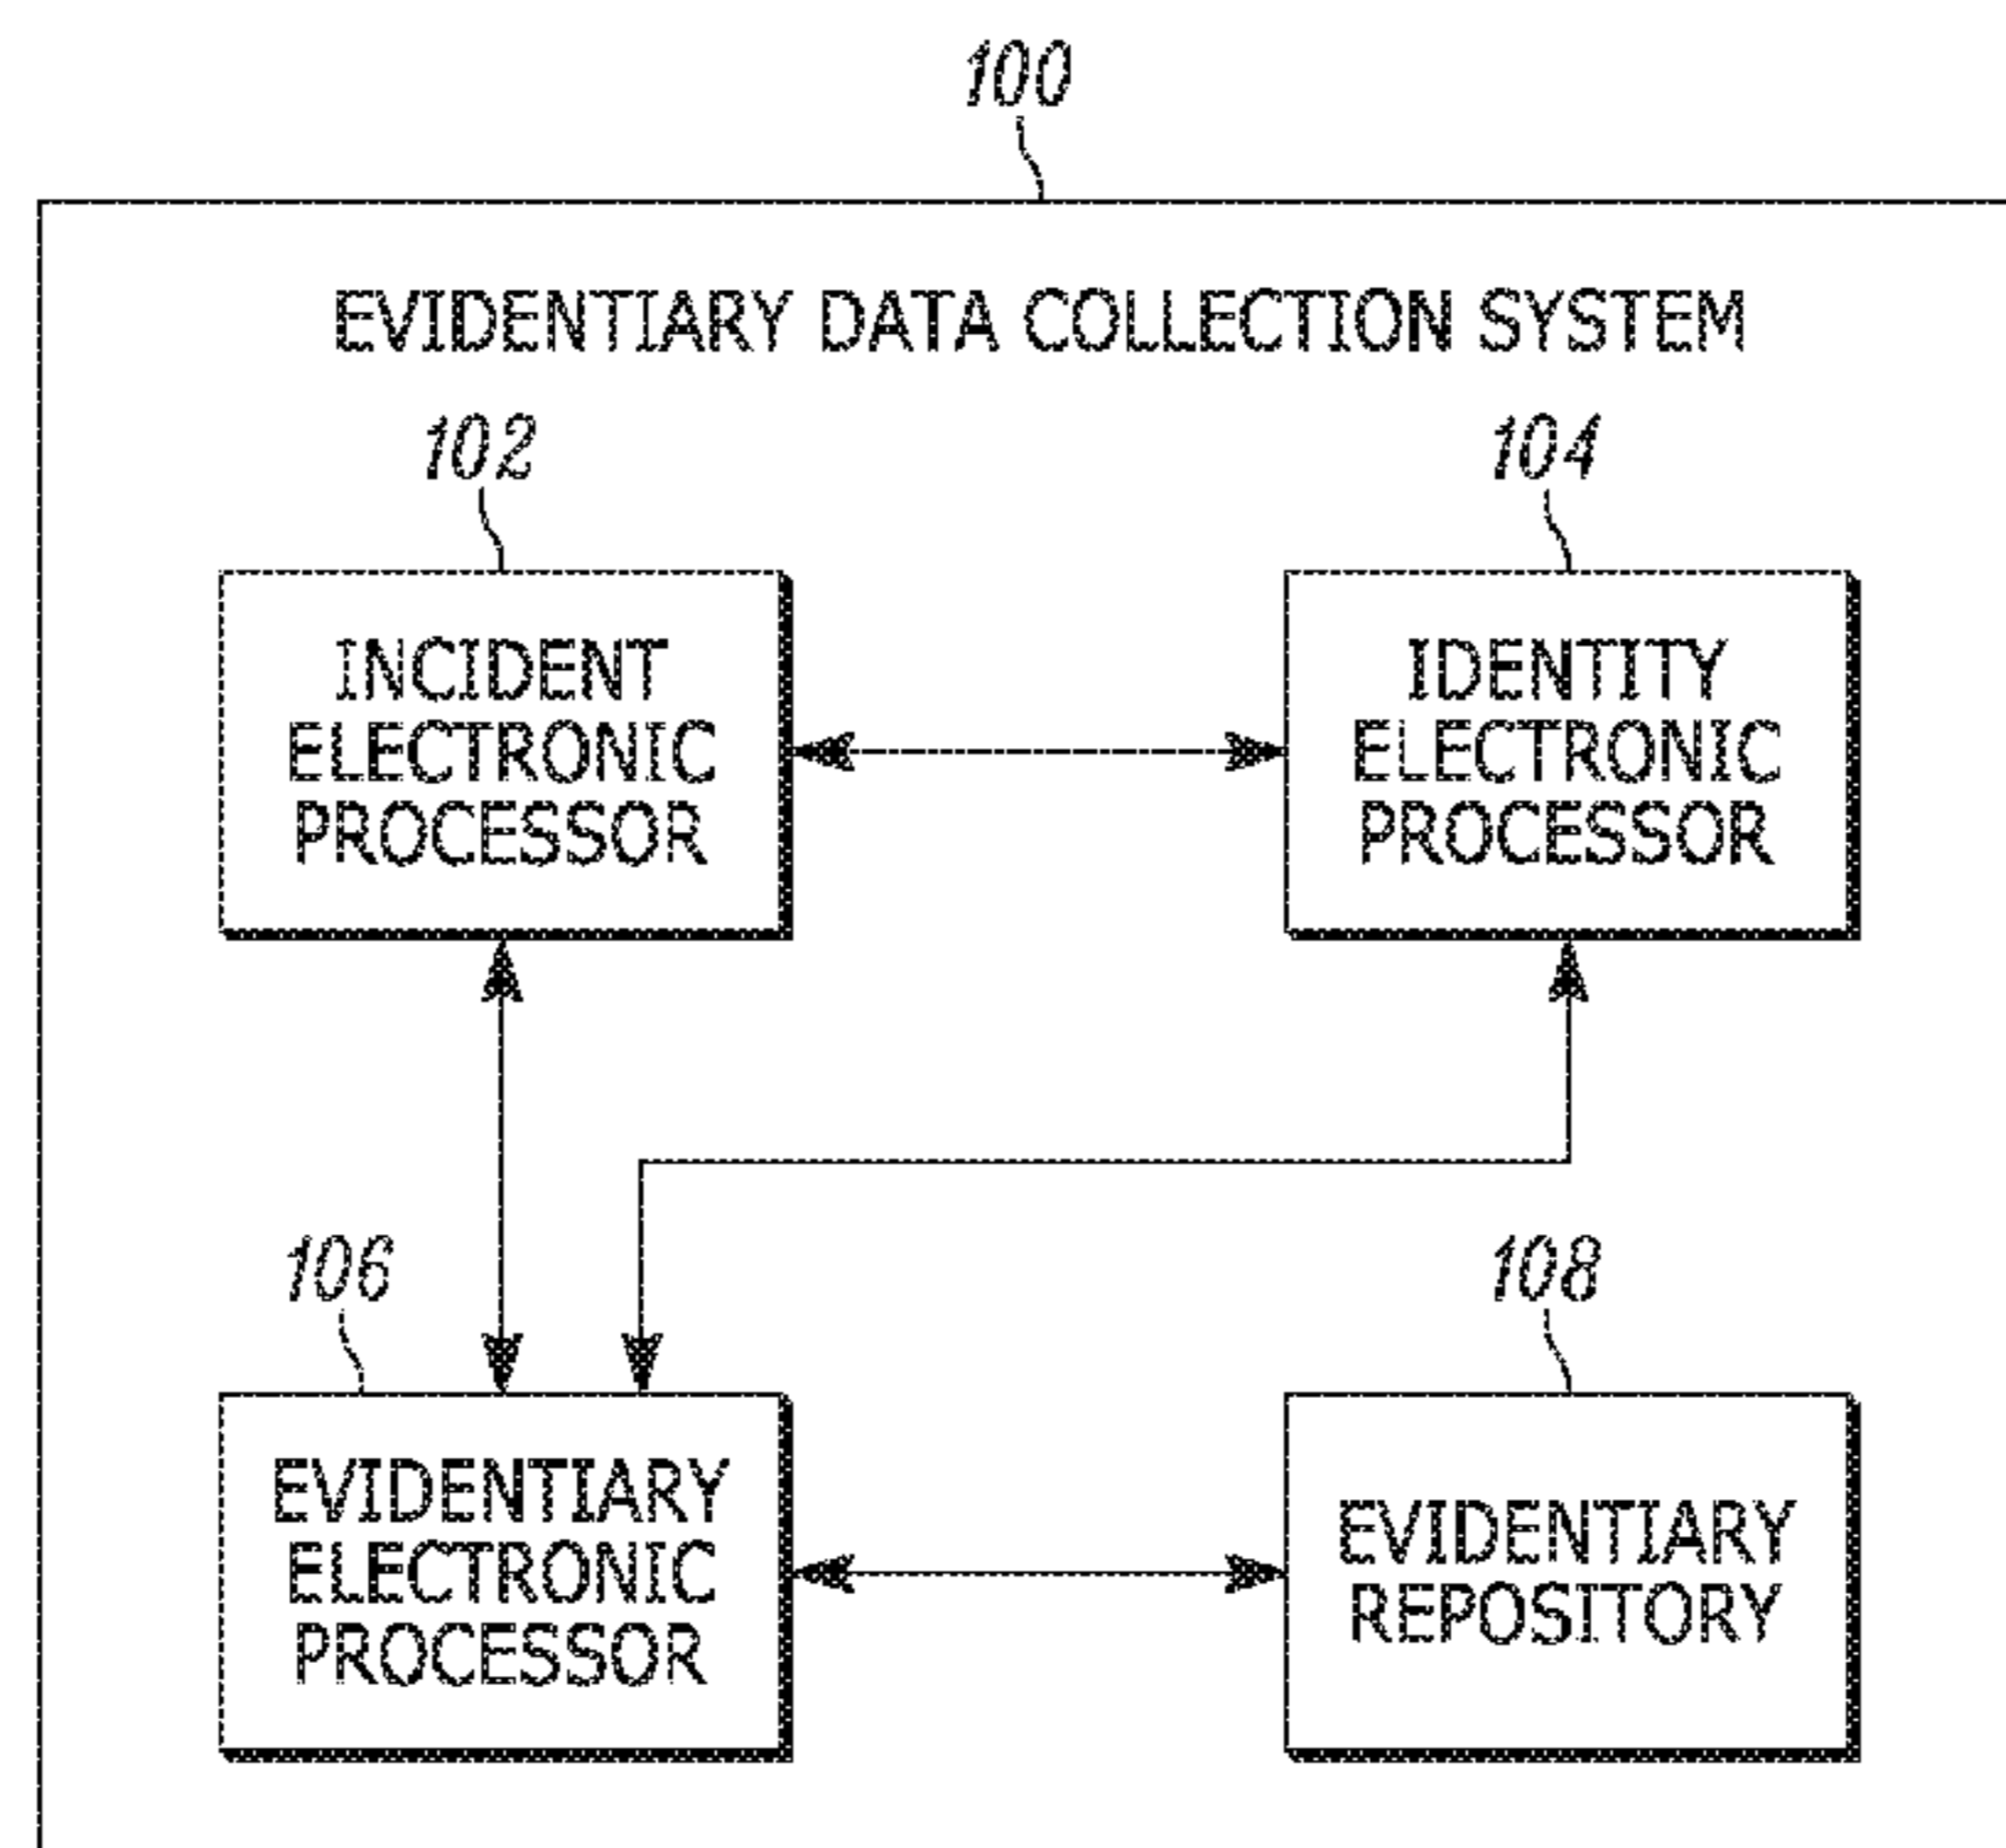 100
EVIDENTIARY DATA COLLECTION SYSTEM
102
104
INCIDENT
ELECTRONIC
PROCESSOR
IDENTITY
ELECTRONIC
PROCESSOR
106
108
EVIDENTIARY
ELECTRONIC
PROCESSOR
EVIDENTIARY
REPOSITORY